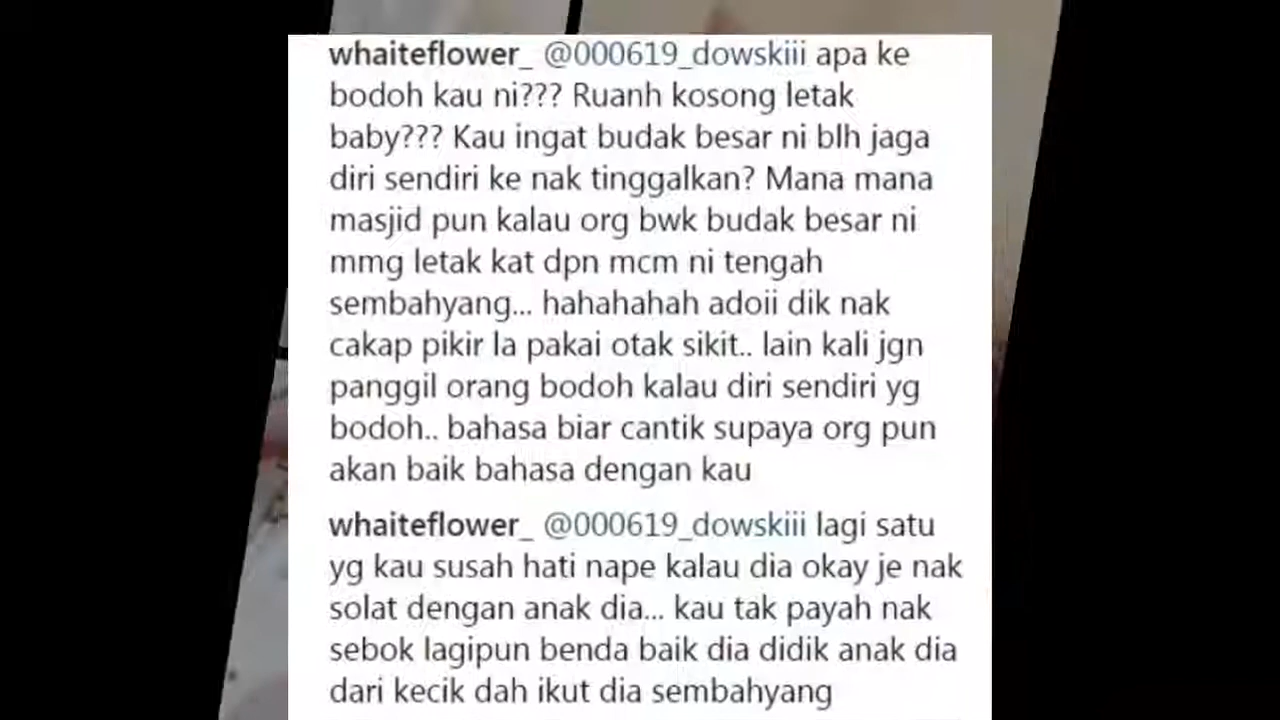 whaiteflower_ @000619_dowskiii apa ke
bodoh kau ni??? Ruanh kosong letak
baby??? Kau ingat budak besar ni blh jaga
diri sendiri ke nak tinggalkan? Mana mana
masjid pun kalau org bwk budak besar ni
mmg letak kat dpn mcm ni tengah
sembahyang... hahahahah adoii dik nak
cakap pikir la pakai otak sikit.. lain kali jgn
panggil orang bodoh kalau diri sendiri yg
bodoh.. bahasa biar cantik supaya org pun
akan baik bahasa dengan kau
whaiteflower_ @000619_dowskiii lagi satu
yg kau susah hati nape kalau dia okay je nak
solat dengan anak dia... kau tak payah nak
sebok lagipun benda baik dia didik anak dia
dari kecik dah ikut dia sembahyang